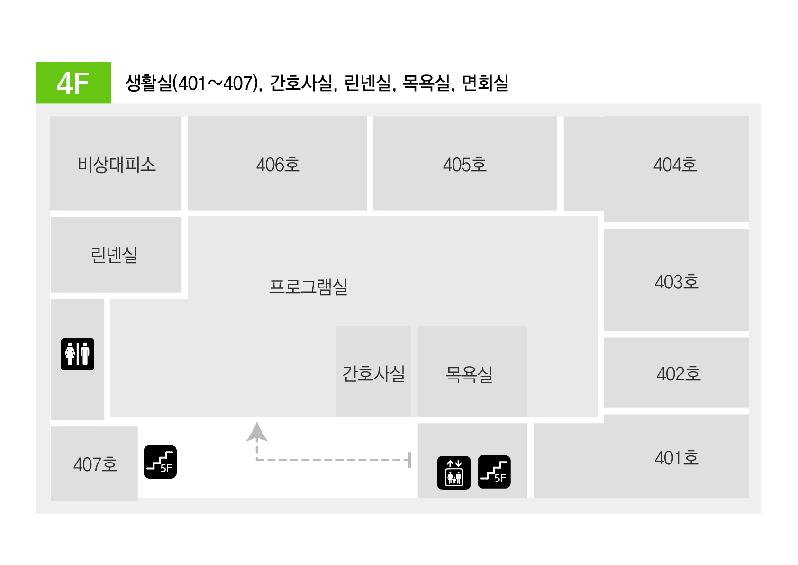 4F 생활실(401~407), 간호사실, 린넨실, 목욕실, 면회실
비상대피소 406호 405호 404호
린넨실
프로그램실 403호
간호사실 목욕실 402호
407호 5F 5F 401호